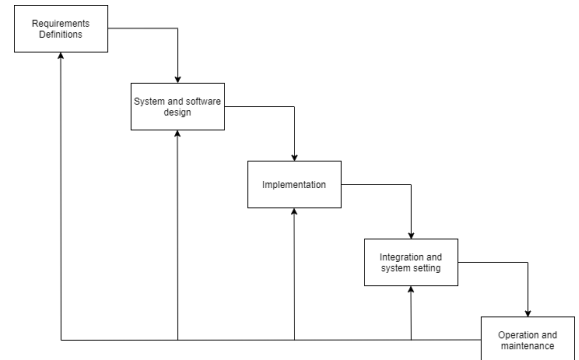 Requirements
Definitions
System and software
design
Implementation
Integration and
system setting
Operation and
maintenance